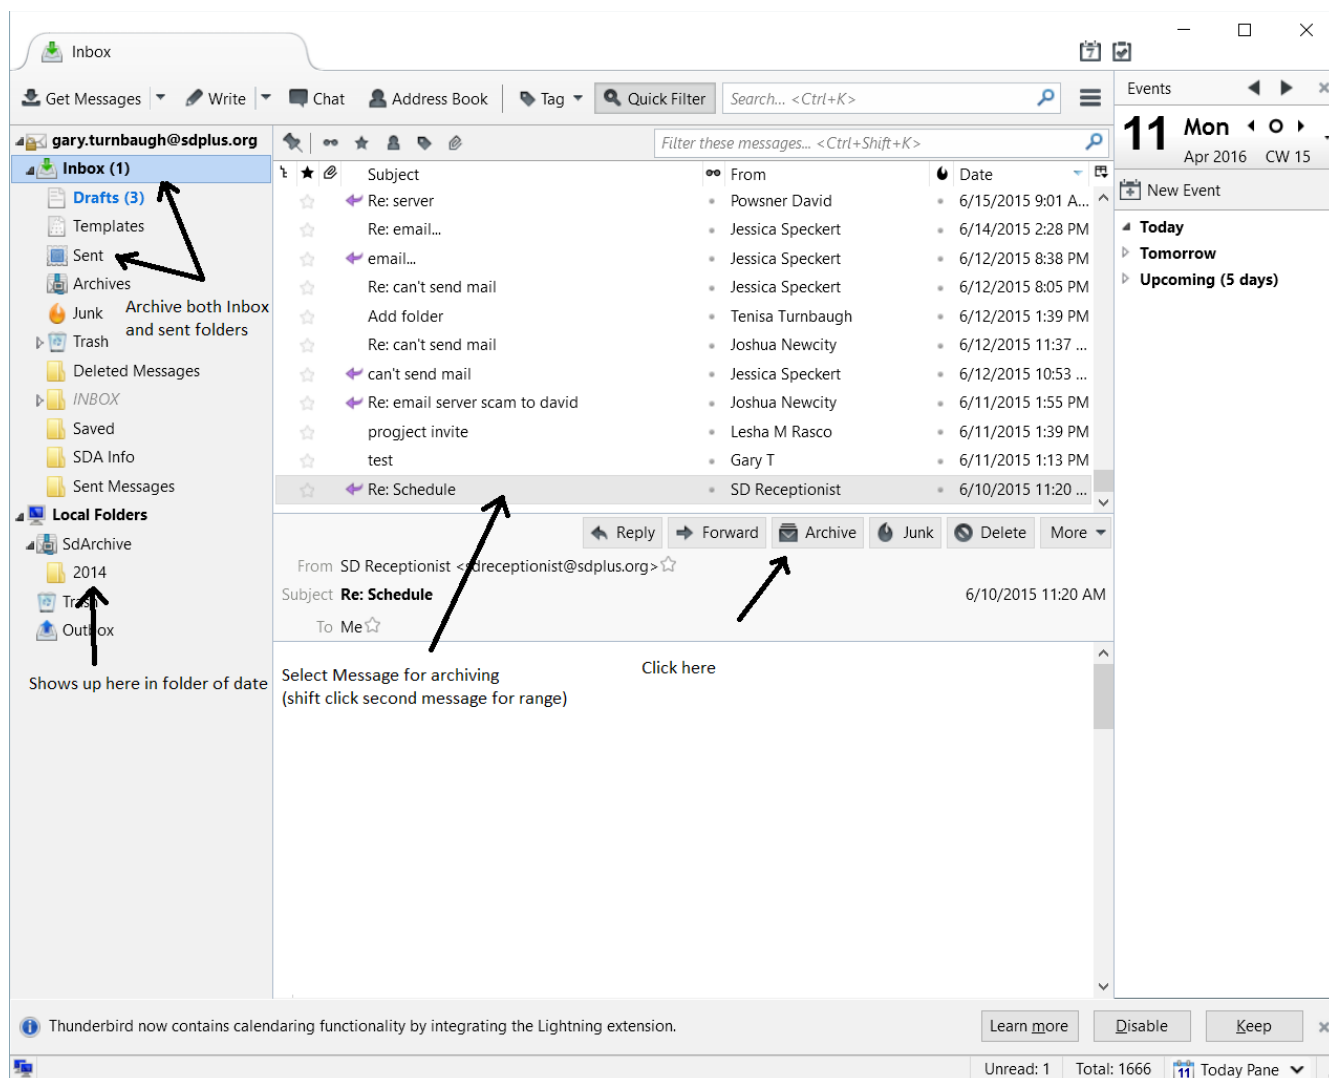 Inbox
Get Messages Write Chat Address Book Tag Quick Filter Search... <Ctrl+K>
Events
11 Mon
Apr 2016 CW 15
New Event
Today
Tomorrow
Upcoming (5 days)
gary.turnbaugh@sdplus.org
Inbox (1)
Drafts (3)
Templates
Sent
Archives
Junk
Archive both Inbox
and sent folders
Trash
Deleted Messages
INBOX
Saved
SDA Info
Sent Messages
Local Folders
SdArchive
2014
Trash
Outbox
Shows up here in folder of date
Filter these messages... <Ctrl+Shift+K>
Subject From Date
Re: server Powsner David 6/15/2015 9:01 A...
Re: email... Jessica Speckert 6/14/2015 2:28 PM
email... Jessica Speckert 6/12/2015 8:38 PM
Re: can't send mail Jessica Speckert 6/12/2015 8:05 PM
Add folder Tenisa Turnbaugh 6/12/2015 1:39 PM
Re: can't send mail Joshua Newcity 6/12/2015 11:37 ...
can't send mail Jessica Speckert 6/12/2015 10:53 ...
Re: email server scam to david Joshua Newcity 6/11/2015 1:55 PM
progject invite Lesha M Rasco 6/11/2015 1:39 PM
test Gary T 6/11/2015 1:13 PM
Re: Schedule SD Receptionist 6/10/2015 11:20 ...
Reply Forward Archive Junk Delete More
From SD Receptionist <sdreceptionist@sdplus.org>
Subject Re: Schedule 6/10/2015 11:20 AM
To Me
Select Message for archiving
(shift click second message for range)
Click here
Thunderbird now contains calendaring functionality by integrating the Lightning extension. Learn more Disable Keep
Unread: 1 Total: 1666 11 Today Pane